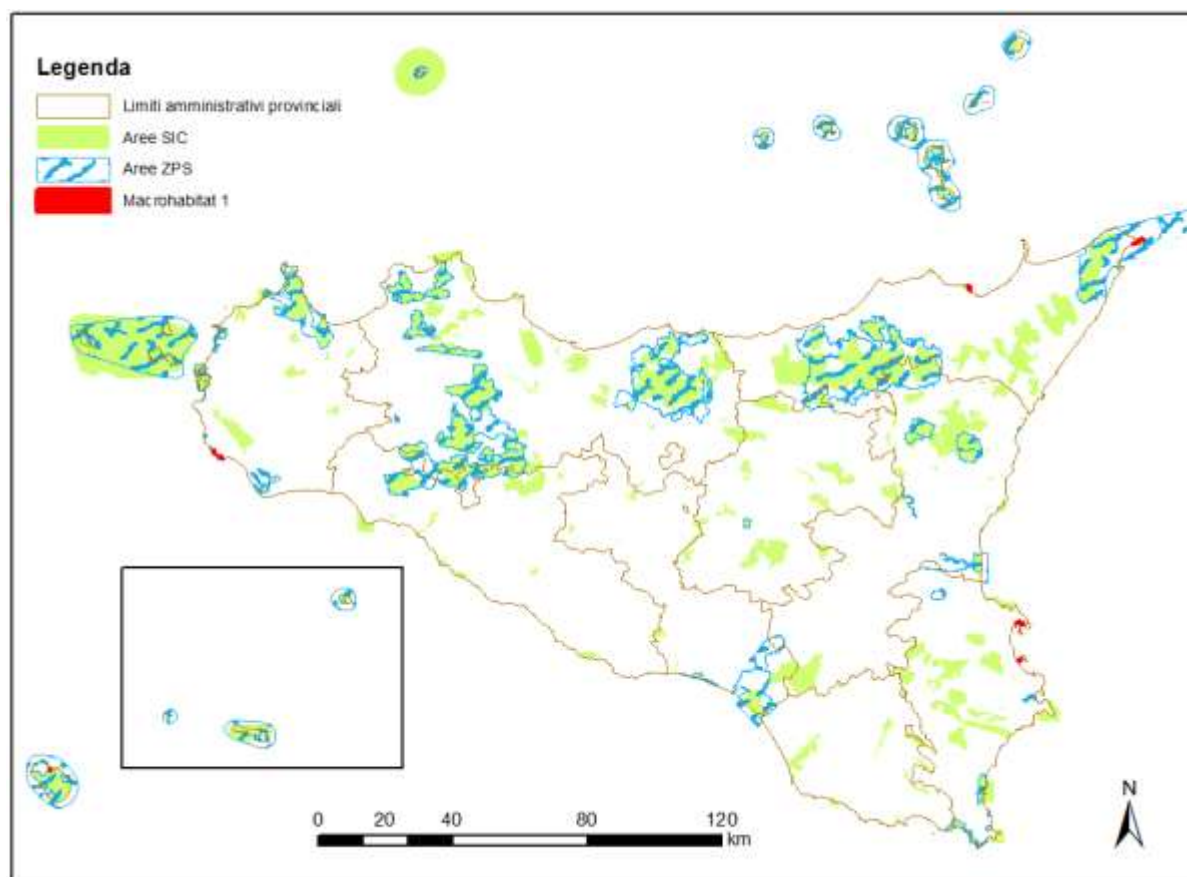 Legenda
Limiti amministrativi provinciali
Aree SIC
Aree ZPS
Macrohabitat 1
N
0 20 40 80 120
km